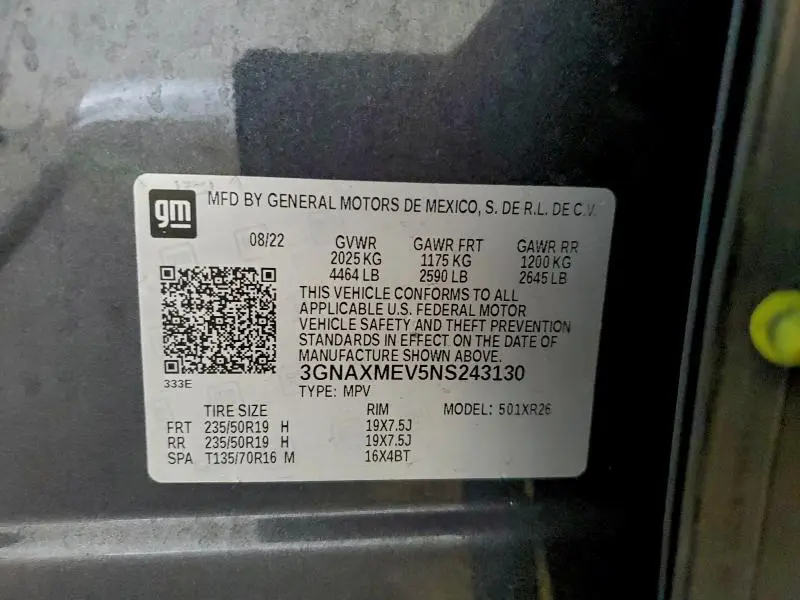 gm
MFD BY GENERAL MOTORS DE MEXICO, S. DE R.L. DE C.V.
08/22 GVWR GAWR FRT GAWR RR
2025 KG 1175 KG 1200 KG
4464 LB 2590 LB 2645 LB
THIS VEHICLE CONFORMS TO ALL
APPLICABLE U.S. FEDERAL MOTOR
VEHICLE SAFETY AND THEFT PREVENTION
STANDARDS IN EFFECT ON THE DATE OF
MANUFACTURE SHOWN ABOVE.
333E
3GNAXMEV5NS243130
TYPE: MPV
TIRE SIZE RIM MODEL: 501XR26
FRT 235/50R19 H 19X7.5J
RR 235/50R19 H 19X7.5J
SPA T135/70R16 M 16X4BT